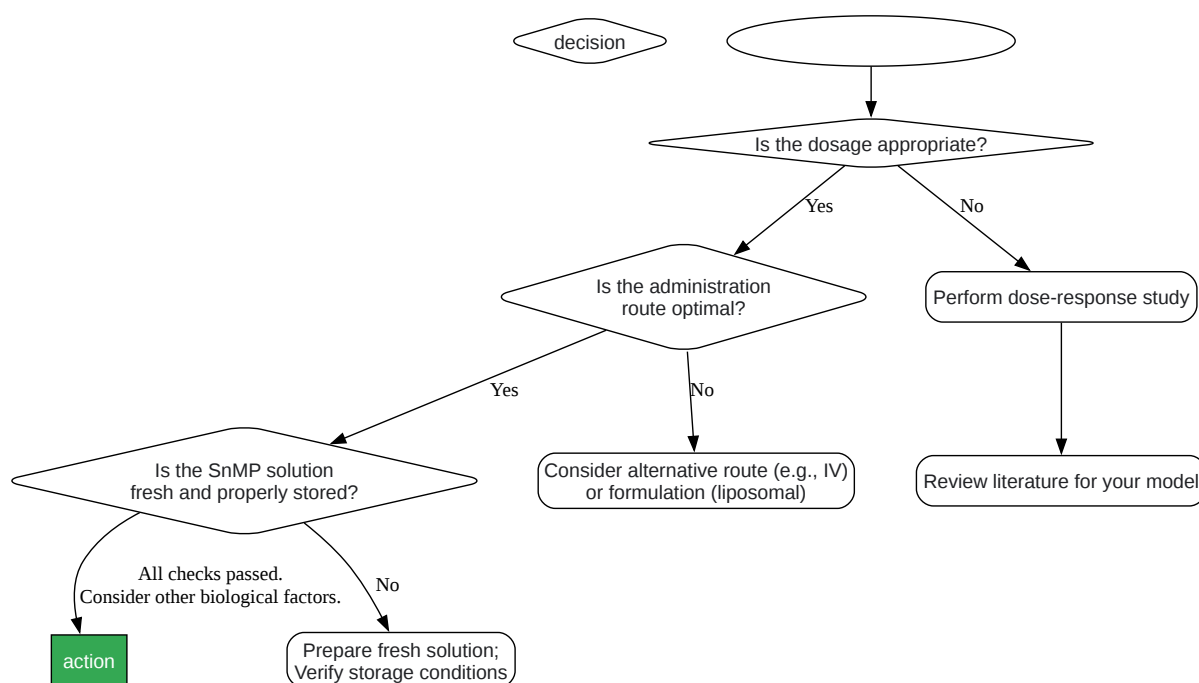 decision
Is the dosage appropriate?
Yes
No
Is the administration
route optimal?
Perform dose-response study
Yes
No
Is the SnMP solution
fresh and properly stored?
Consider alternative route (e.g., IV)
or formulation (liposomal)
Review literature for your model
All checks passed.
Consider other biological factors.
No
action
Prepare fresh solution;
Verify storage conditions